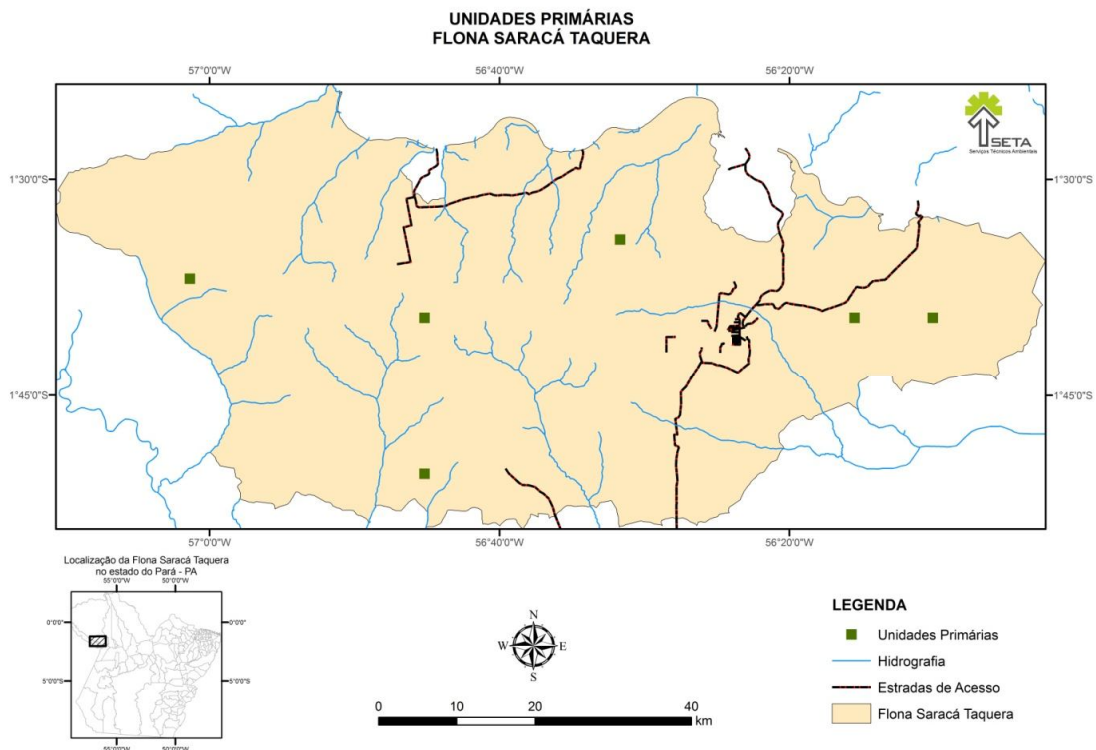 UNIDADES PRIMÁRIAS
FLONA SARACÁ TAQUERA
57°0'0"W 56°40'0"W 56°20'0"W
SETA
Serviços Técnicos Ambientais
1°30'0"S 1°30'0"S
1°45'0"S 1°45'0"S
57°0'0"W 56°40'0"W 56°20'0"W
Localização da Flona Saracá Taquera
no estado do Pará - PA
55°0'0"W 50°0'0"W
0°0'0" 0°0'0"
5°0'0"S 5°0'0"S
55°0'0"W 50°0'0"W
N
W E
S
0 10 20 40
km
LEGENDA
Unidades Primárias
Hidrografia
Estradas de Acesso
Flona Saracá Taquera